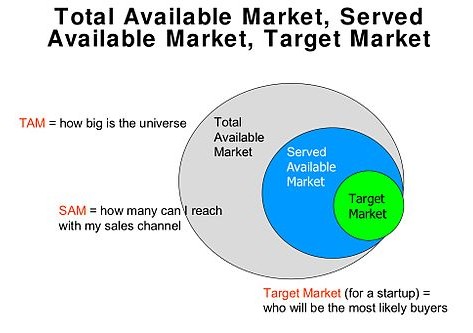 Total Available Market, Served
Available Market, Target Market
TAM = how big is the universe
Total
Available
Market
Served
Available
Market
Target
Market
SAM = how many can I reach
with my sales channel
Target Market (for a startup) =
who will be the most likely buyers